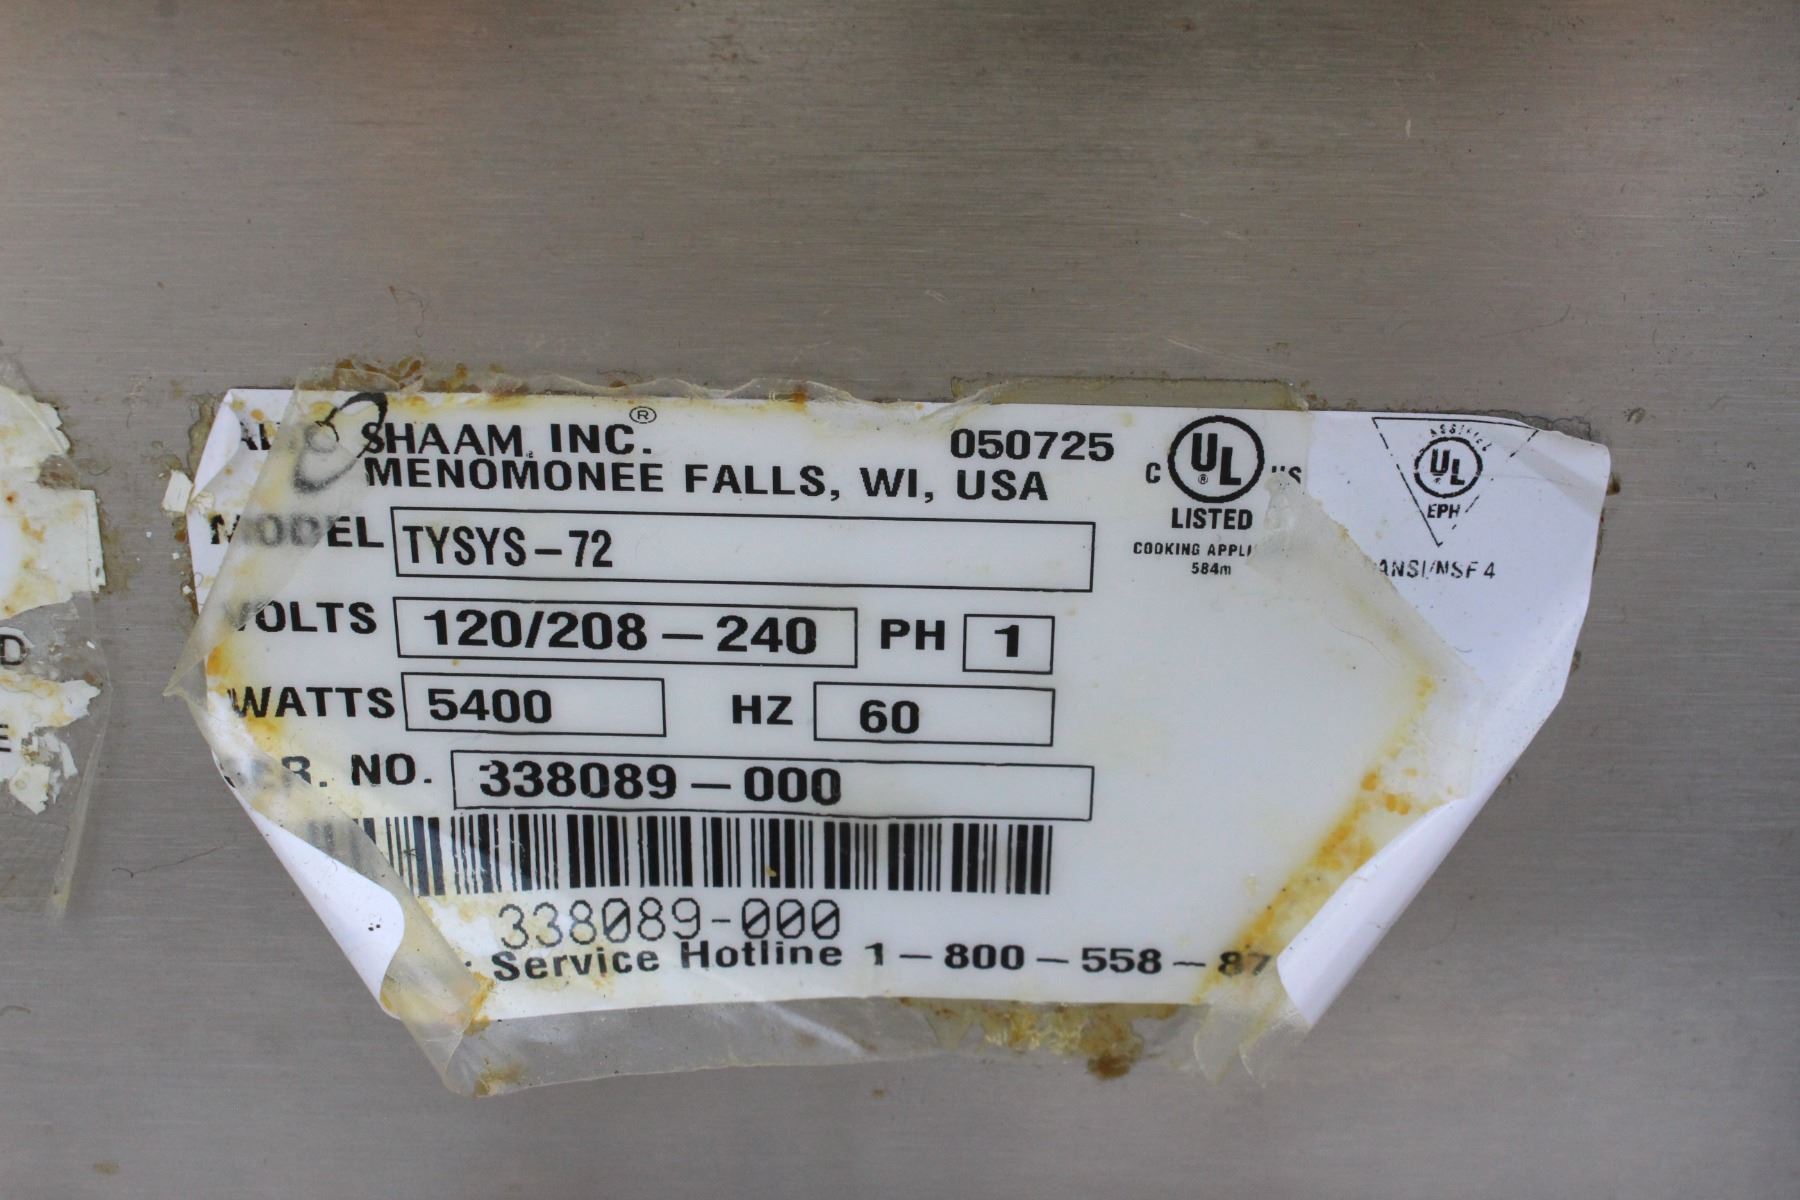 SHAAM, INC.® 050725
MENOMONEE FALLS, WI, USA
C UL ® US
LISTED
COOKING APPLI
584m
UL
EPH
ANSI/NSF 4
MODEL TYSYS-72
VOLTS 120/208-240 PH 1
WATTS 5400 HZ 60
SER. NO. 338089-000
338089-000
Service Hotline 1-800-558-87
D
E